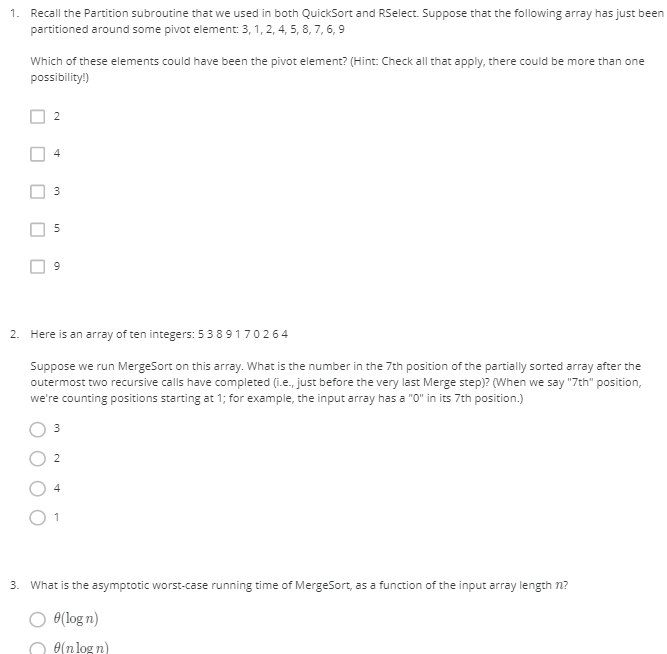 1. Recall the Partition subroutine that we used in both QuickSort and RSelect. Suppose that the following array has just been
partitioned around some pivot element: 3, 1, 2, 4, 5, 8, 7, 6, 9
Which of these elements could have been the pivot element? (Hint: Check all that apply, there could be more than one
possibility!)
2
4
3
5
9
2. Here is an array of ten integers: 5 3 8 9 1 7 0 2 6 4
Suppose we run MergeSort on this array. What is the number in the 7th position of the partially sorted array after the
outermost two recursive calls have completed (i.e., just before the very last Merge step)? (When we say "7th" position,
we're counting positions starting at 1; for example, the input array has a "0" in its 7th position.)
3
2
4
1
3. What is the asymptotic worst-case running time of MergeSort, as a function of the input array length n?
θ(log n)
θ(n log n)